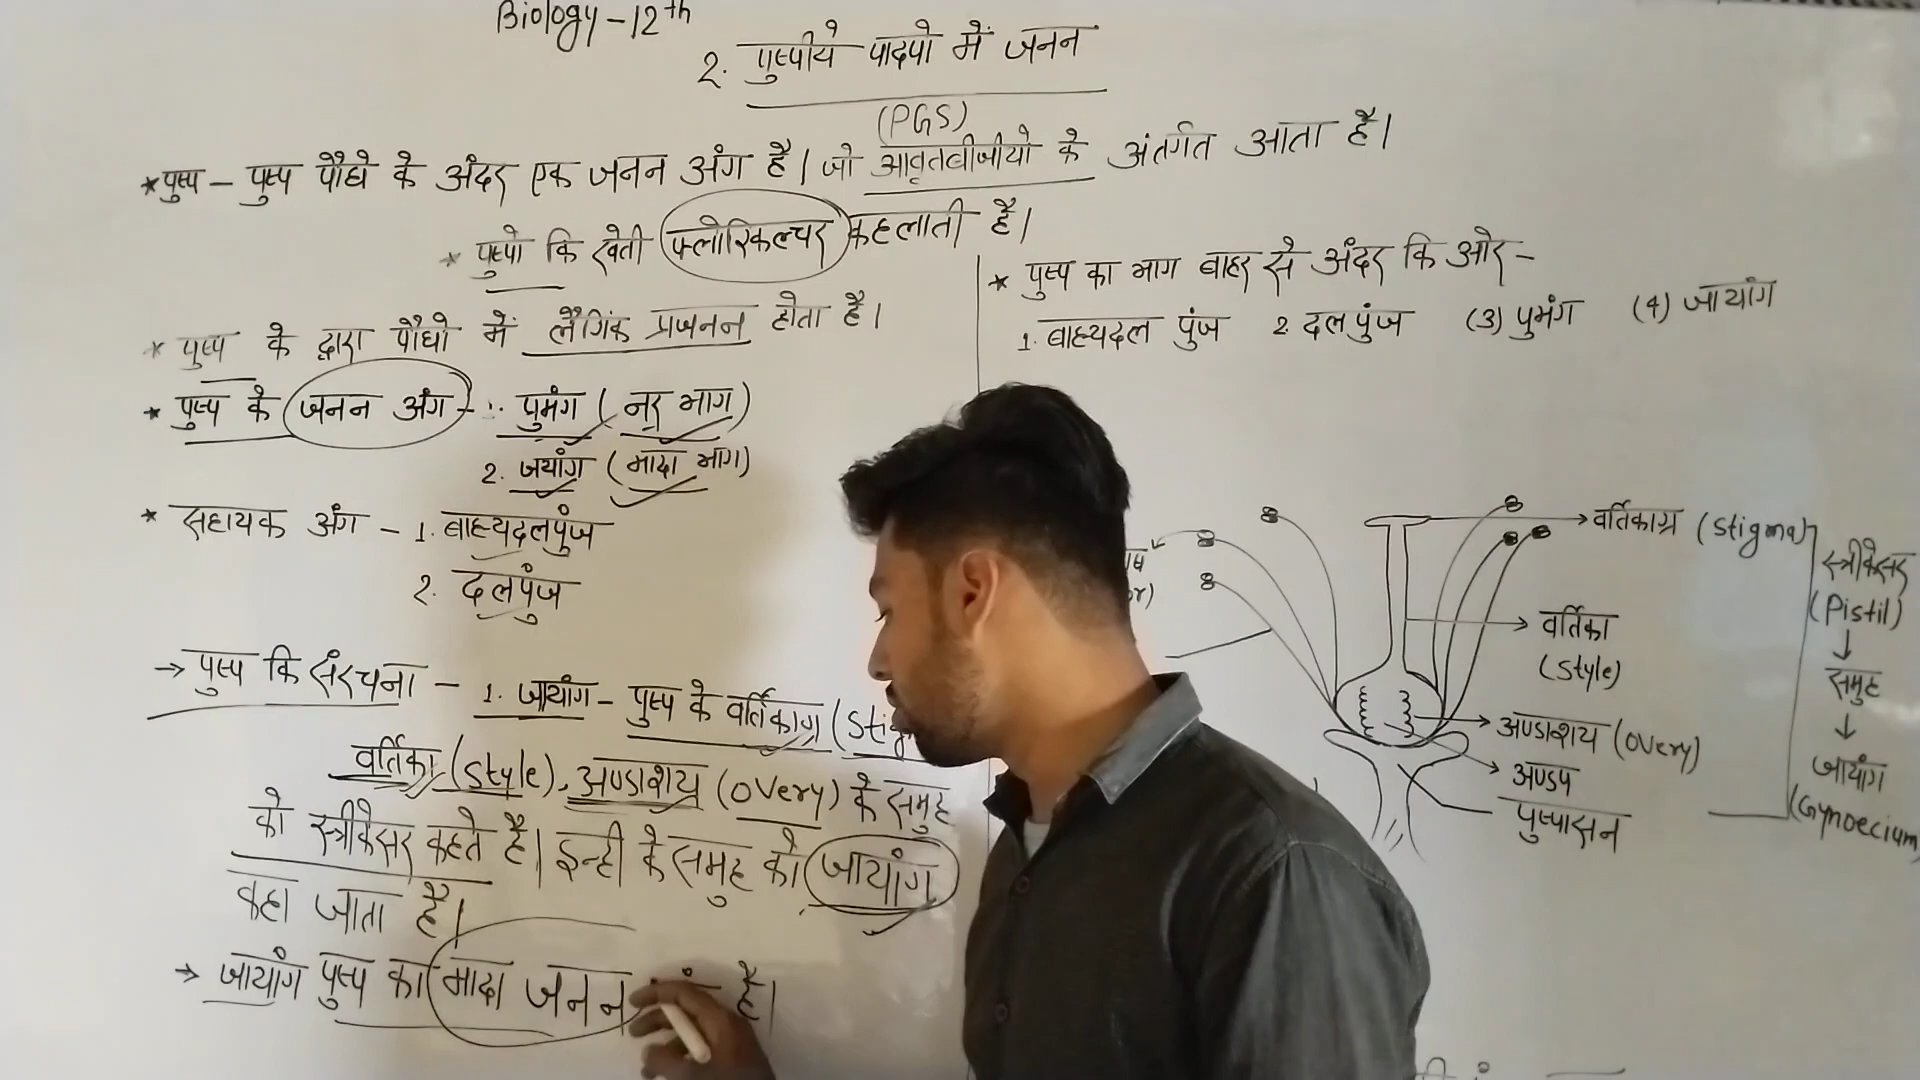 Biology-12th
2. पुष्पीये पादपो में जनन
(PGS)
*पुष्प - पुष्प पौधे के अंदर एक जनन अंग है। जो आवृतबीजीयो के अंतर्गत आता है।
* पुष्पो कि खेती फ्लोरिकल्चर कहलाती है।
* पुष्प के द्वारा पौधो में लैंगिक प्रजनन होता है।
* पुष्प के जनन अंग - 1. पुमंग (नर भाग)
2. जयांग (मादा भाग)
* सहायक अंग - 1. बाह्यदलपुंज
2. दलपुंज
→ पुष्प कि संरचना - 1. जायांग - पुष्प के वर्तिकाग्र
वर्तिका (Style), अण्डाशय (Overy) के समुह
को स्त्रीकेसर कहते है। इन्ही के समुह को जायांग
कहा जाता है।
→ जायांग पुष्प का मादा जनन है।
* पुष्प का भाग बाहर से अंदर कि ओर -
1. बाह्यदल पुंज 2 दलपुंज (3) पुमंग (4) जायांग
→ वर्तिकाग्र (Stigma)
→ वर्तिका
(Style)
→ अण्डाशय (Overy)
→ अण्डप
पुष्पासन
स्त्रीकेसर
(Pistil)
↓
समुह
↓
जायांग
(Gynoecium